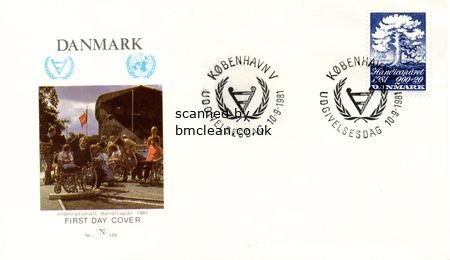 DANMARK
Internationalt Handicapår 1981
FIRST DAY COVER
Nr. N 188
KØBENHAVN V
UDGIVELSESDAG 10-9-1981
scanned by
bmclean.co.uk
KØBENHAVN
UDGIVELSESDAG 10-9-1981
Handicapåret
1981
DANMARK